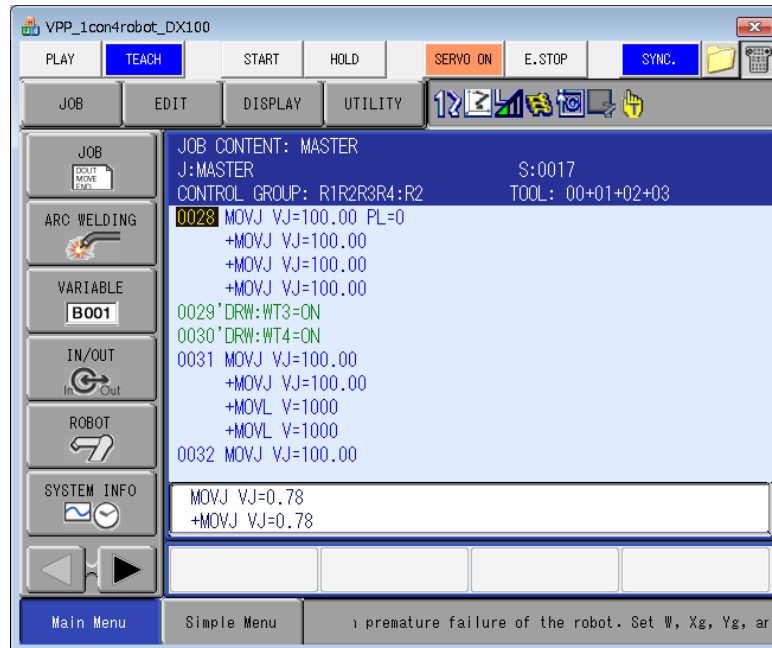 VPP_1con4robot_DX100
PLAY TEACH START HOLD SERVO ON E.STOP SYNC.
JOB EDIT DISPLAY UTILITY
JOB
DOUT
MOVE
END
ARC WELDING
VARIABLE
B001
IN/OUT
In Out
ROBOT
SYSTEM INFO
JOB CONTENT: MASTER
J:MASTER S:0017
CONTROL GROUP: R1R2R3R4:R2 TOOL: 00+01+02+03
0028 MOVJ VJ=100.00 PL=0
+MOVJ VJ=100.00
+MOVJ VJ=100.00
+MOVJ VJ=100.00
0029'DRW:WT3=ON
0030'DRW:WT4=ON
0031 MOVJ VJ=100.00
+MOVJ VJ=100.00
+MOVL V=1000
+MOVL V=1000
0032 MOVJ VJ=100.00
MOVJ VJ=0.78
+MOVJ VJ=0.78
Main Menu Simple Menu premature failure of the robot. Set W, Xg, Yg, ar